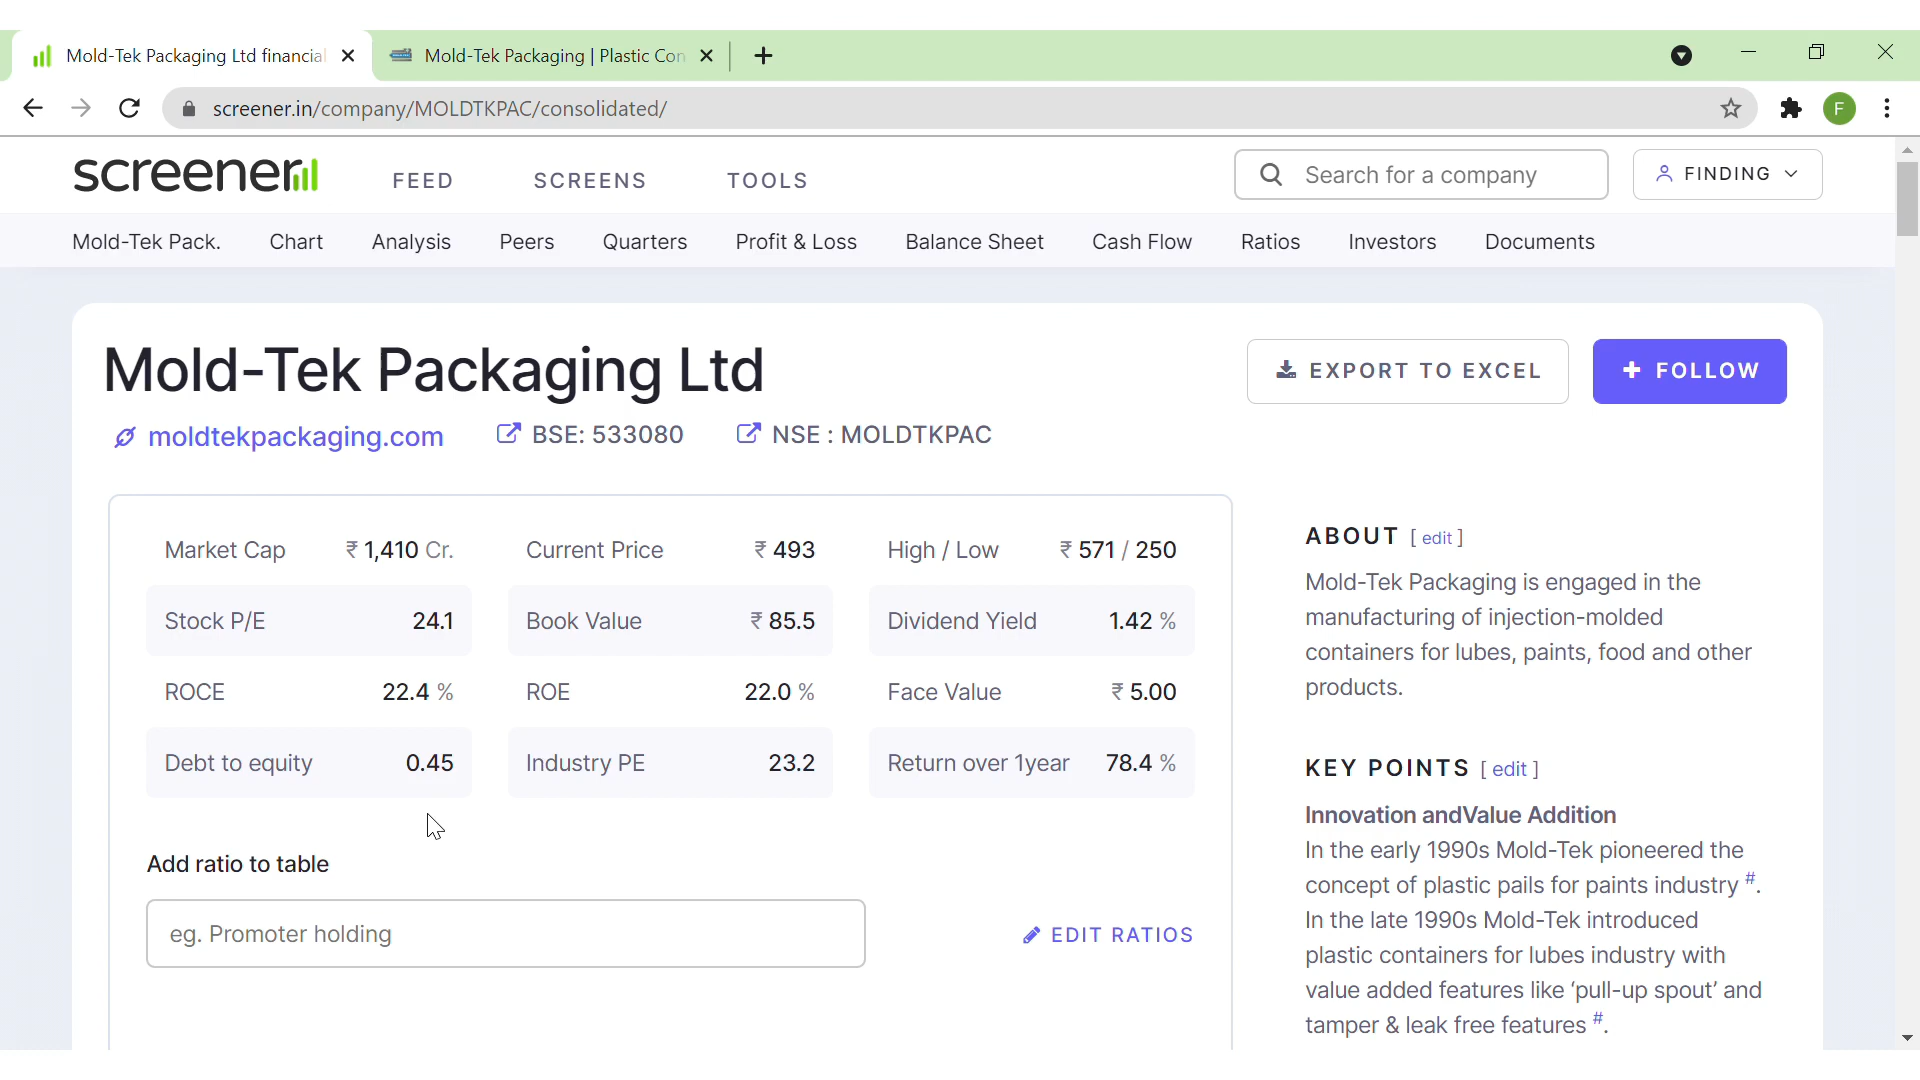 Mold-Tek Packaging Ltd financial
Mold-Tek Packaging | Plastic Con
screener.in/company/MOLDTKPAC/consolidated/
F
screener
FEED
SCREENS
TOOLS
Search for a company
FINDING
Mold-Tek Pack.
Chart
Analysis
Peers
Quarters
Profit & Loss
Balance Sheet
Cash Flow
Ratios
Investors
Documents
Mold-Tek Packaging Ltd
EXPORT TO EXCEL
+ FOLLOW
moldtekpackaging.com
BSE: 533080
NSE : MOLDTKPAC
Market Cap ₹ 1,410 Cr.
Current Price ₹ 493
High / Low ₹ 571 / 250
Stock P/E 24.1
Book Value ₹ 85.5
Dividend Yield 1.42 %
ROCE 22.4 %
ROE 22.0 %
Face Value ₹ 5.00
Debt to equity 0.45
Industry PE 23.2
Return over 1year 78.4 %
Add ratio to table
eg. Promoter holding
EDIT RATIOS
ABOUT [ edit ]
Mold-Tek Packaging is engaged in the
manufacturing of injection-molded
containers for lubes, paints, food and other
products.
KEY POINTS [ edit ]
Innovation andValue Addition
In the early 1990s Mold-Tek pioneered the
concept of plastic pails for paints industry #.
In the late 1990s Mold-Tek introduced
plastic containers for lubes industry with
value added features like ‘pull-up spout’ and
tamper & leak free features #.